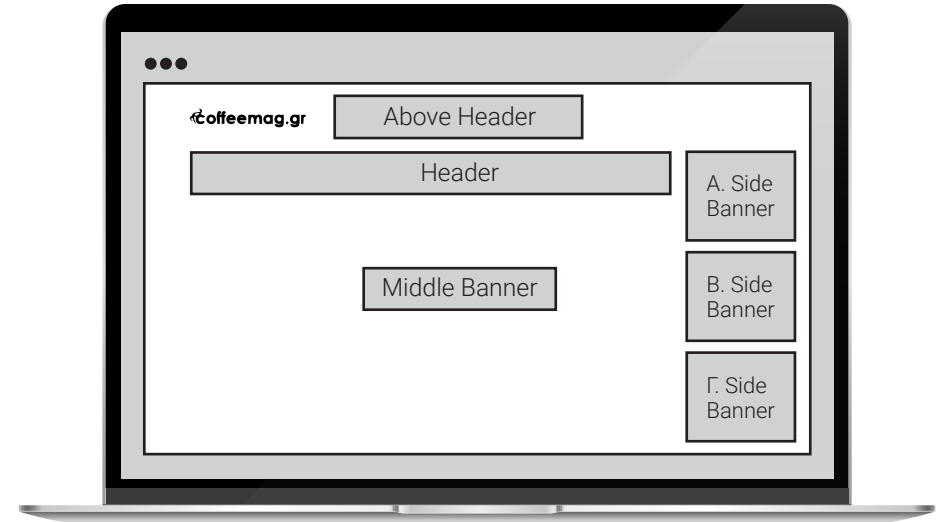 coffeemag.gr
Above Header
Header
Α. Side
Banner
Middle Banner
Β. Side
Banner
Γ. Side
Banner